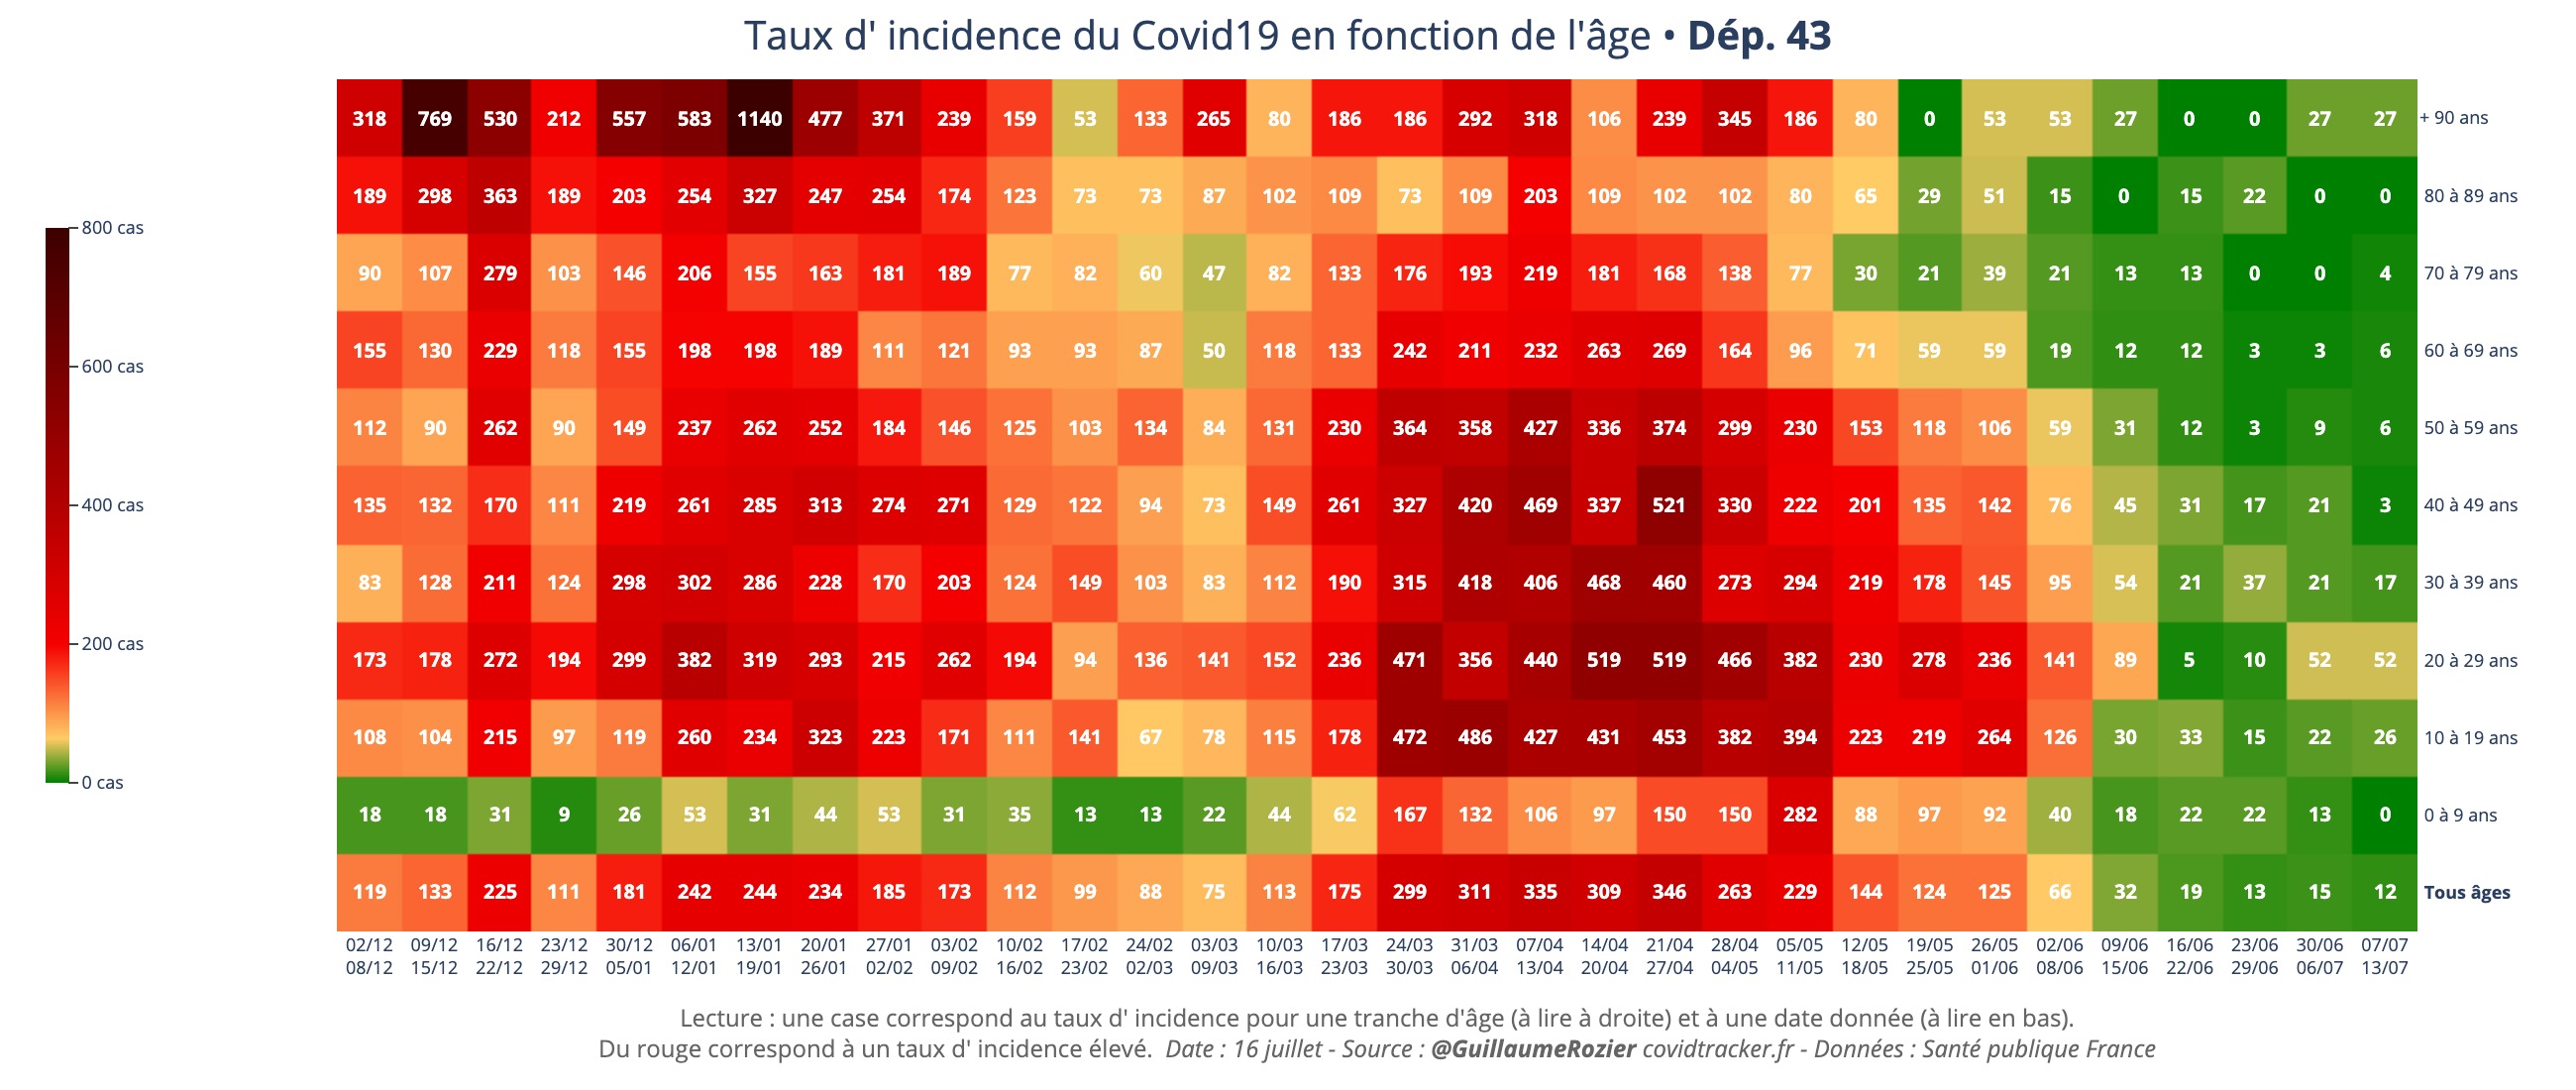 Taux d' incidence du Covid19 en fonction de l'âge • Dép. 43
800 cas
600 cas
400 cas
200 cas
0 cas
318 769 530 212 557 583 1140 477 371 239 159 53 133 265 80 186 186 292 318 106 239 345 186 80 0 53 53 27 0 0 27 27 + 90 ans
189 298 363 189 203 254 327 247 254 174 123 73 73 87 102 109 73 109 203 109 102 102 80 65 29 51 15 0 15 22 0 0 80 à 89 ans
90 107 279 103 146 206 155 163 181 189 77 82 60 47 82 133 176 193 219 181 168 138 77 30 21 39 21 13 13 0 0 4 70 à 79 ans
155 130 229 118 155 198 198 189 111 121 93 93 87 50 118 133 242 211 232 263 269 164 96 71 59 59 19 12 12 3 3 6 60 à 69 ans
112 90 262 90 149 237 262 252 184 146 125 103 134 84 131 230 364 358 427 336 374 299 230 153 118 106 59 31 12 3 9 6 50 à 59 ans
135 132 170 111 219 261 285 313 274 271 129 122 94 73 149 261 327 420 469 337 521 330 222 201 135 142 76 45 31 17 21 3 40 à 49 ans
83 128 211 124 298 302 286 228 170 203 124 149 103 83 112 190 315 418 406 468 460 273 294 219 178 145 95 54 21 37 21 17 30 à 39 ans
173 178 272 194 299 382 319 293 215 262 194 94 136 141 152 236 471 356 440 519 519 466 382 230 278 236 141 89 5 10 52 52 20 à 29 ans
108 104 215 97 119 260 234 323 223 171 111 141 67 78 115 178 472 486 427 431 453 382 394 223 219 264 126 30 33 15 22 26 10 à 19 ans
18 18 31 9 26 53 31 44 53 31 35 13 13 22 44 62 167 132 106 97 150 150 282 88 97 92 40 18 22 22 13 0 0 à 9 ans
119 133 225 111 181 242 244 234 185 173 112 99 88 75 113 175 299 311 335 309 346 263 229 144 124 125 66 32 19 13 15 12 Tous âges
02/12 09/12 16/12 23/12 30/12 06/01 13/01 20/01 27/01 03/02 10/02 17/02 24/02 03/03 10/03 17/03 24/03 31/03 07/04 14/04 21/04 28/04 05/05 12/05 19/05 26/05 02/06 09/06 16/06 23/06 30/06 07/07
08/12 15/12 22/12 29/12 05/01 12/01 19/01 26/01 02/02 09/02 16/02 23/02 02/03 09/03 16/03 23/03 30/03 06/04 13/04 20/04 27/04 04/05 11/05 18/05 25/05 01/06 08/06 15/06 22/06 29/06 06/07 13/07
Lecture : une case correspond au taux d' incidence pour une tranche d'âge (à lire à droite) et à une date donnée (à lire en bas).
Du rouge correspond à un taux d' incidence élevé. Date : 16 juillet - Source : @GuillaumeRozier covidtracker.fr - Données : Santé publique France